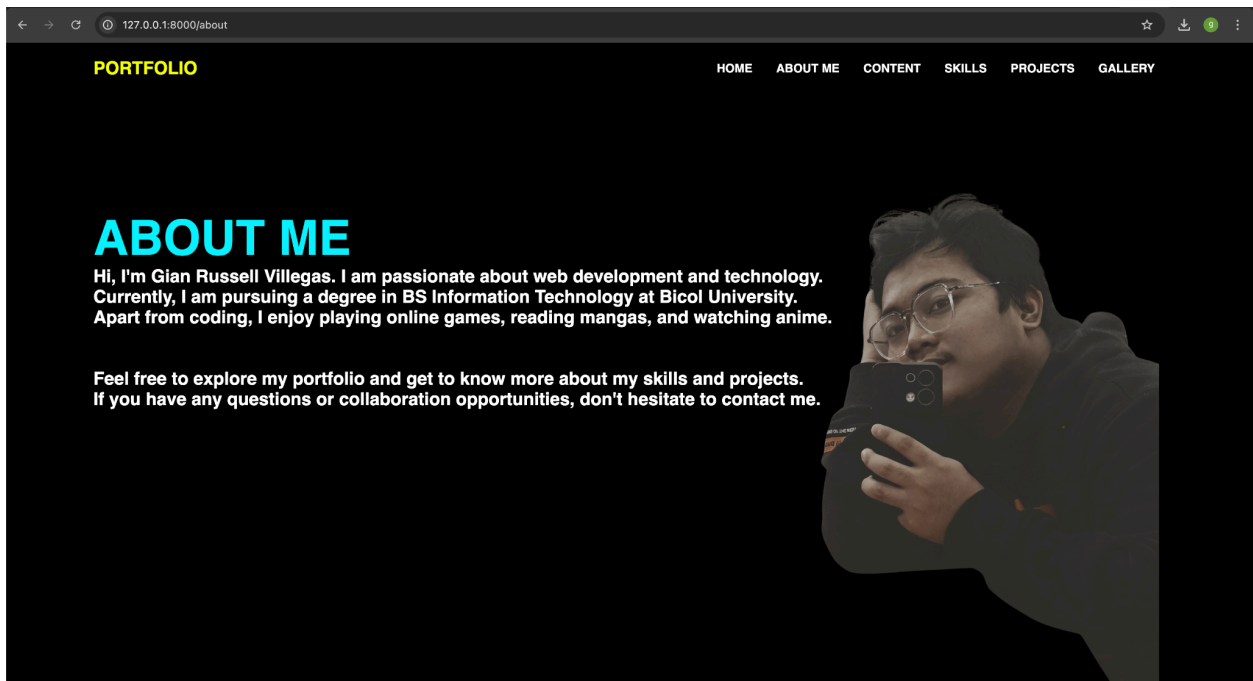 127.0.0.1:8000/about
9
PORTFOLIO
HOME ABOUT ME CONTENT SKILLS PROJECTS GALLERY
ABOUT ME
Hi, I'm Gian Russell Villegas. I am passionate about web development and technology.
Currently, I am pursuing a degree in BS Information Technology at Bicol University.
Apart from coding, I enjoy playing online games, reading mangas, and watching anime.
Feel free to explore my portfolio and get to know more about my skills and projects.
If you have any questions or collaboration opportunities, don't hesitate to contact me.